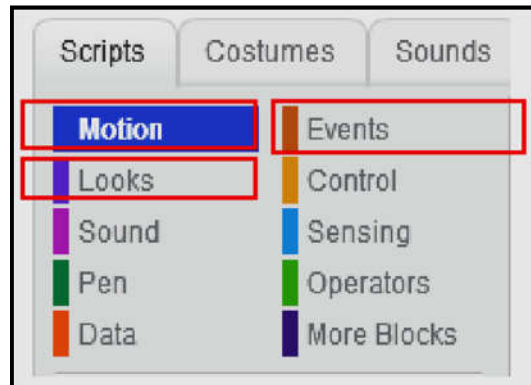 Scripts Costumes Sounds
Motion Events
Looks Control
Sound Sensing
Pen Operators
Data More Blocks